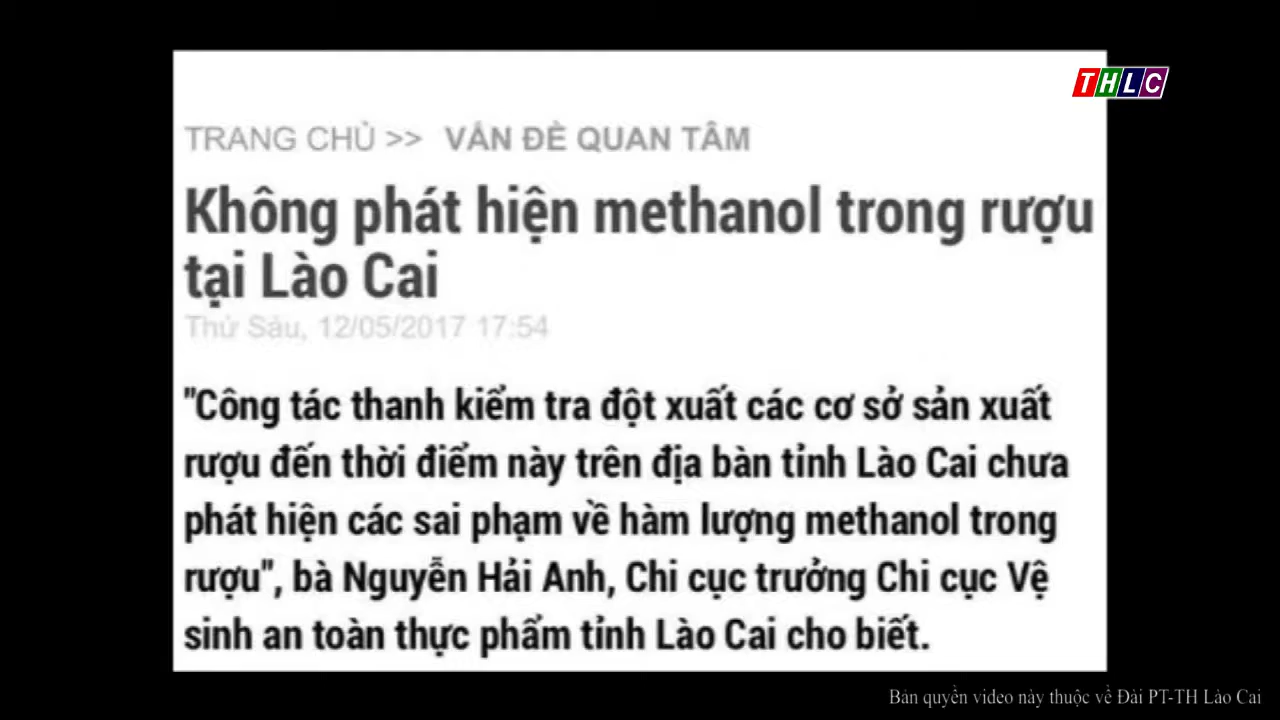 THLC
TRANG CHỦ >> VẤN ĐỀ QUAN TÂM
Không phát hiện methanol trong rượu
tại Lào Cai
Thứ Sáu, 12/05/2017 17:54
"Công tác thanh kiểm tra đột xuất các cơ sở sản xuất
rượu đến thời điểm này trên địa bàn tỉnh Lào Cai chưa
phát hiện các sai phạm về hàm lượng methanol trong
rượu", bà Nguyễn Hải Anh, Chi cục trưởng Chi cục Vệ
sinh an toàn thực phẩm tỉnh Lào Cai cho biết.
Bản quyền video này thuộc về Đài PT-TH Lào Cai